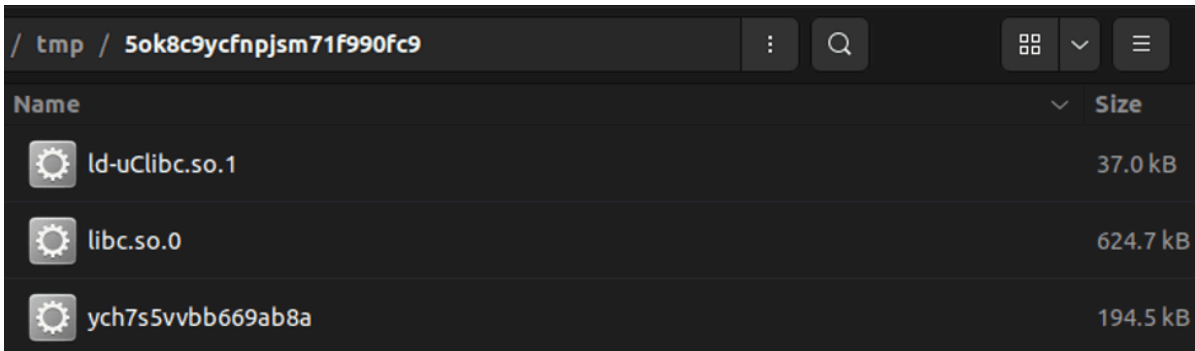 / tmp / 5ok8c9ycfnpjsm71f990fc9
Name Size
ld-uClibc.so.1 37.0 kB
libc.so.0 624.7 kB
ych7s5vvbb669ab8a 194.5 kB